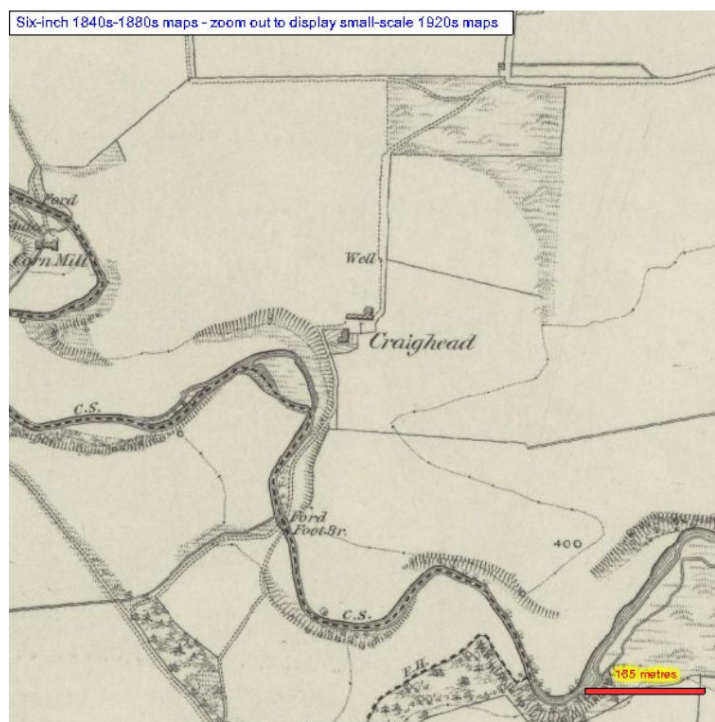 Six-inch 1840s-1880s maps - zoom out to display small-scale 1920s maps
Ford
Corn Mill
Well
Craighead
C.S.
Ford
Foot Br.
400
C.S.
F.W.
165 metres